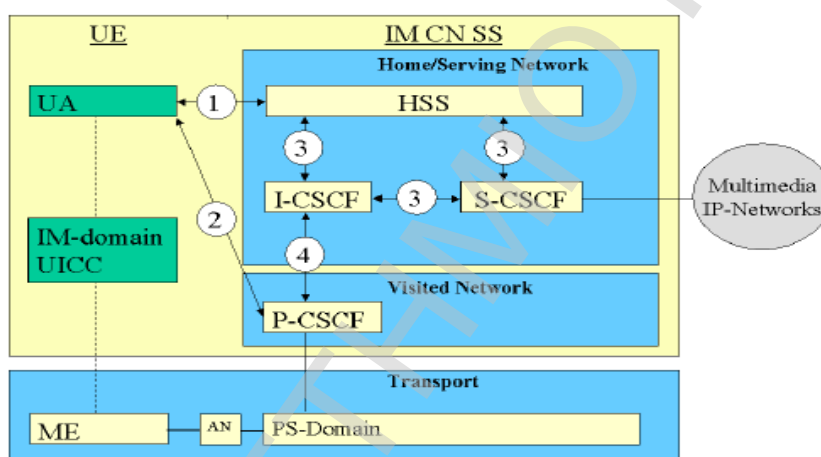 UE
IM CN SS
Home/Serving Network
UA
1
HSS
3
3
I-CSCF
3
S-CSCF
Multimedia
IP-Networks
2
IM-domain
UICC
4
Visited Network
P-CSCF
Transport
ME
AN
PS-Domain